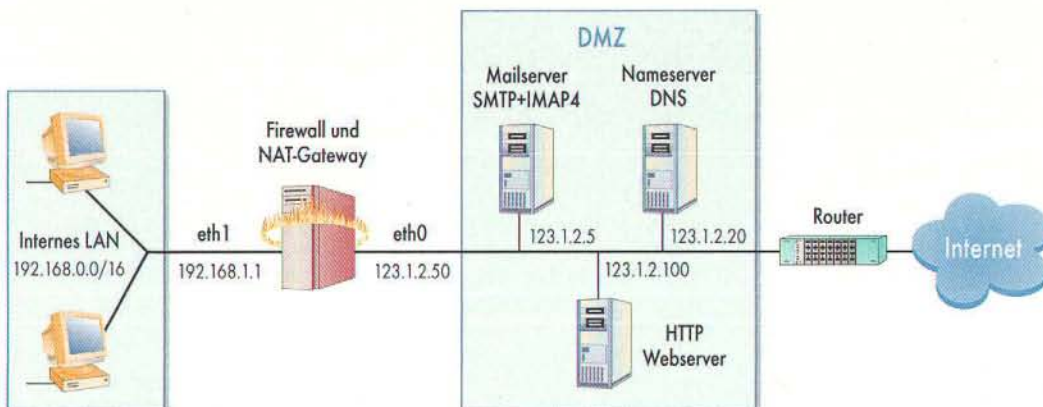 DMZ
Mailserver
SMTP+IMAP4
Nameserver
DNS
Firewall und
NAT-Gateway
Internes LAN
192.168.0.0/16
eth1
192.168.1.1
eth0
123.1.2.50
123.1.2.5
123.1.2.20
123.1.2.100
HTTP
Webserver
Router
Internet